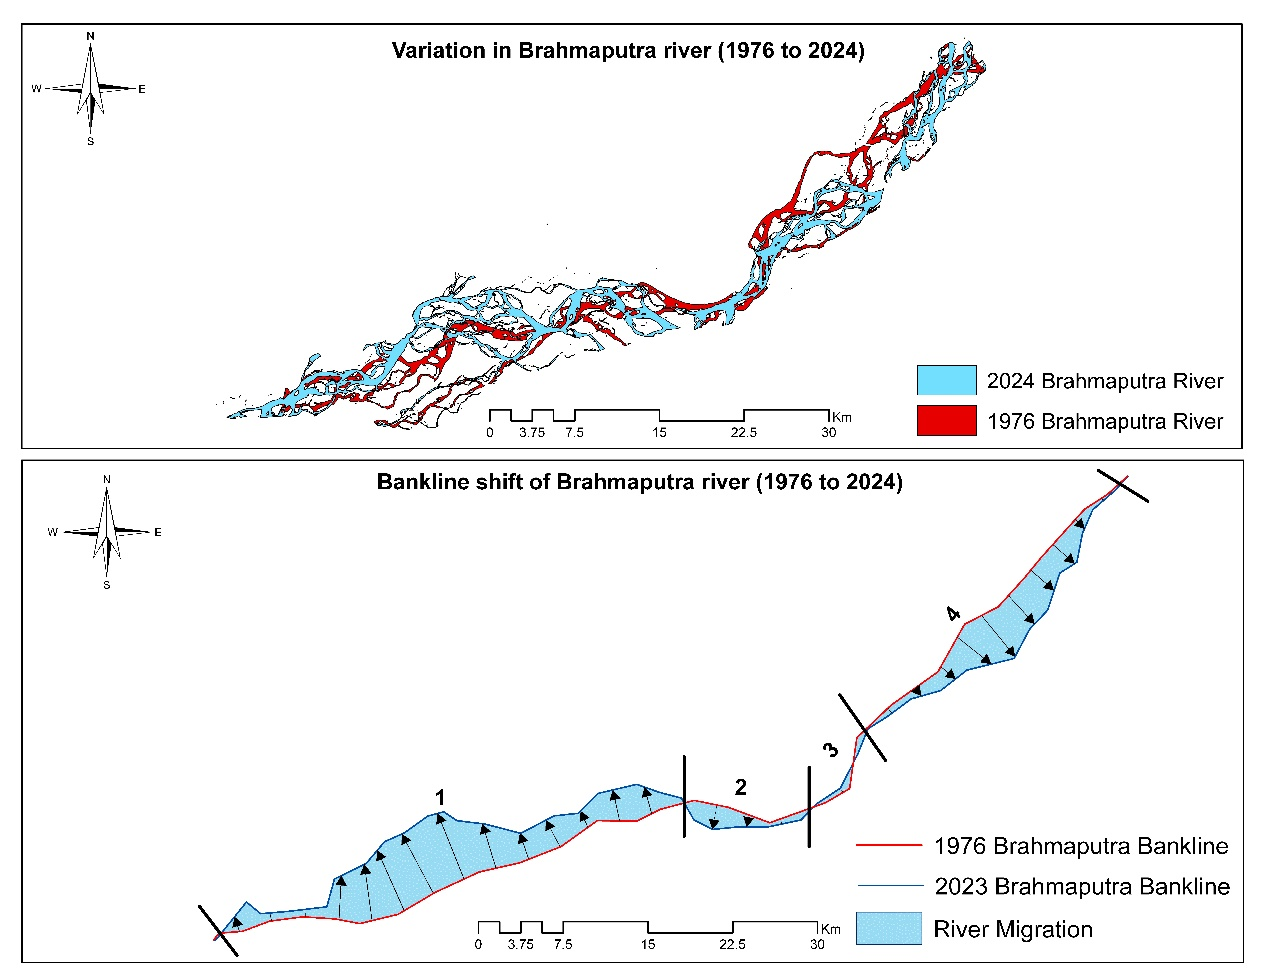 Variation in Brahmaputra river (1976 to 2024)
N
W E
S
2024 Brahmaputra River
1976 Brahmaputra River
Km
0 3.75 7.5 15 22.5 30
Bankline shift of Brahmaputra river (1976 to 2024)
N
W E
S
4
3
2
1
1976 Brahmaputra Bankline
2023 Brahmaputra Bankline
River Migration
Km
0 3.75 7.5 15 22.5 30